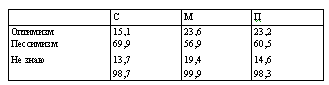 С М П
Оптимизм 15,1 23,6 23,2
Пессимизм 69,9 56,9 60,5
Не знаю 13,7 19,4 14,6
98,7 99,9 98,3